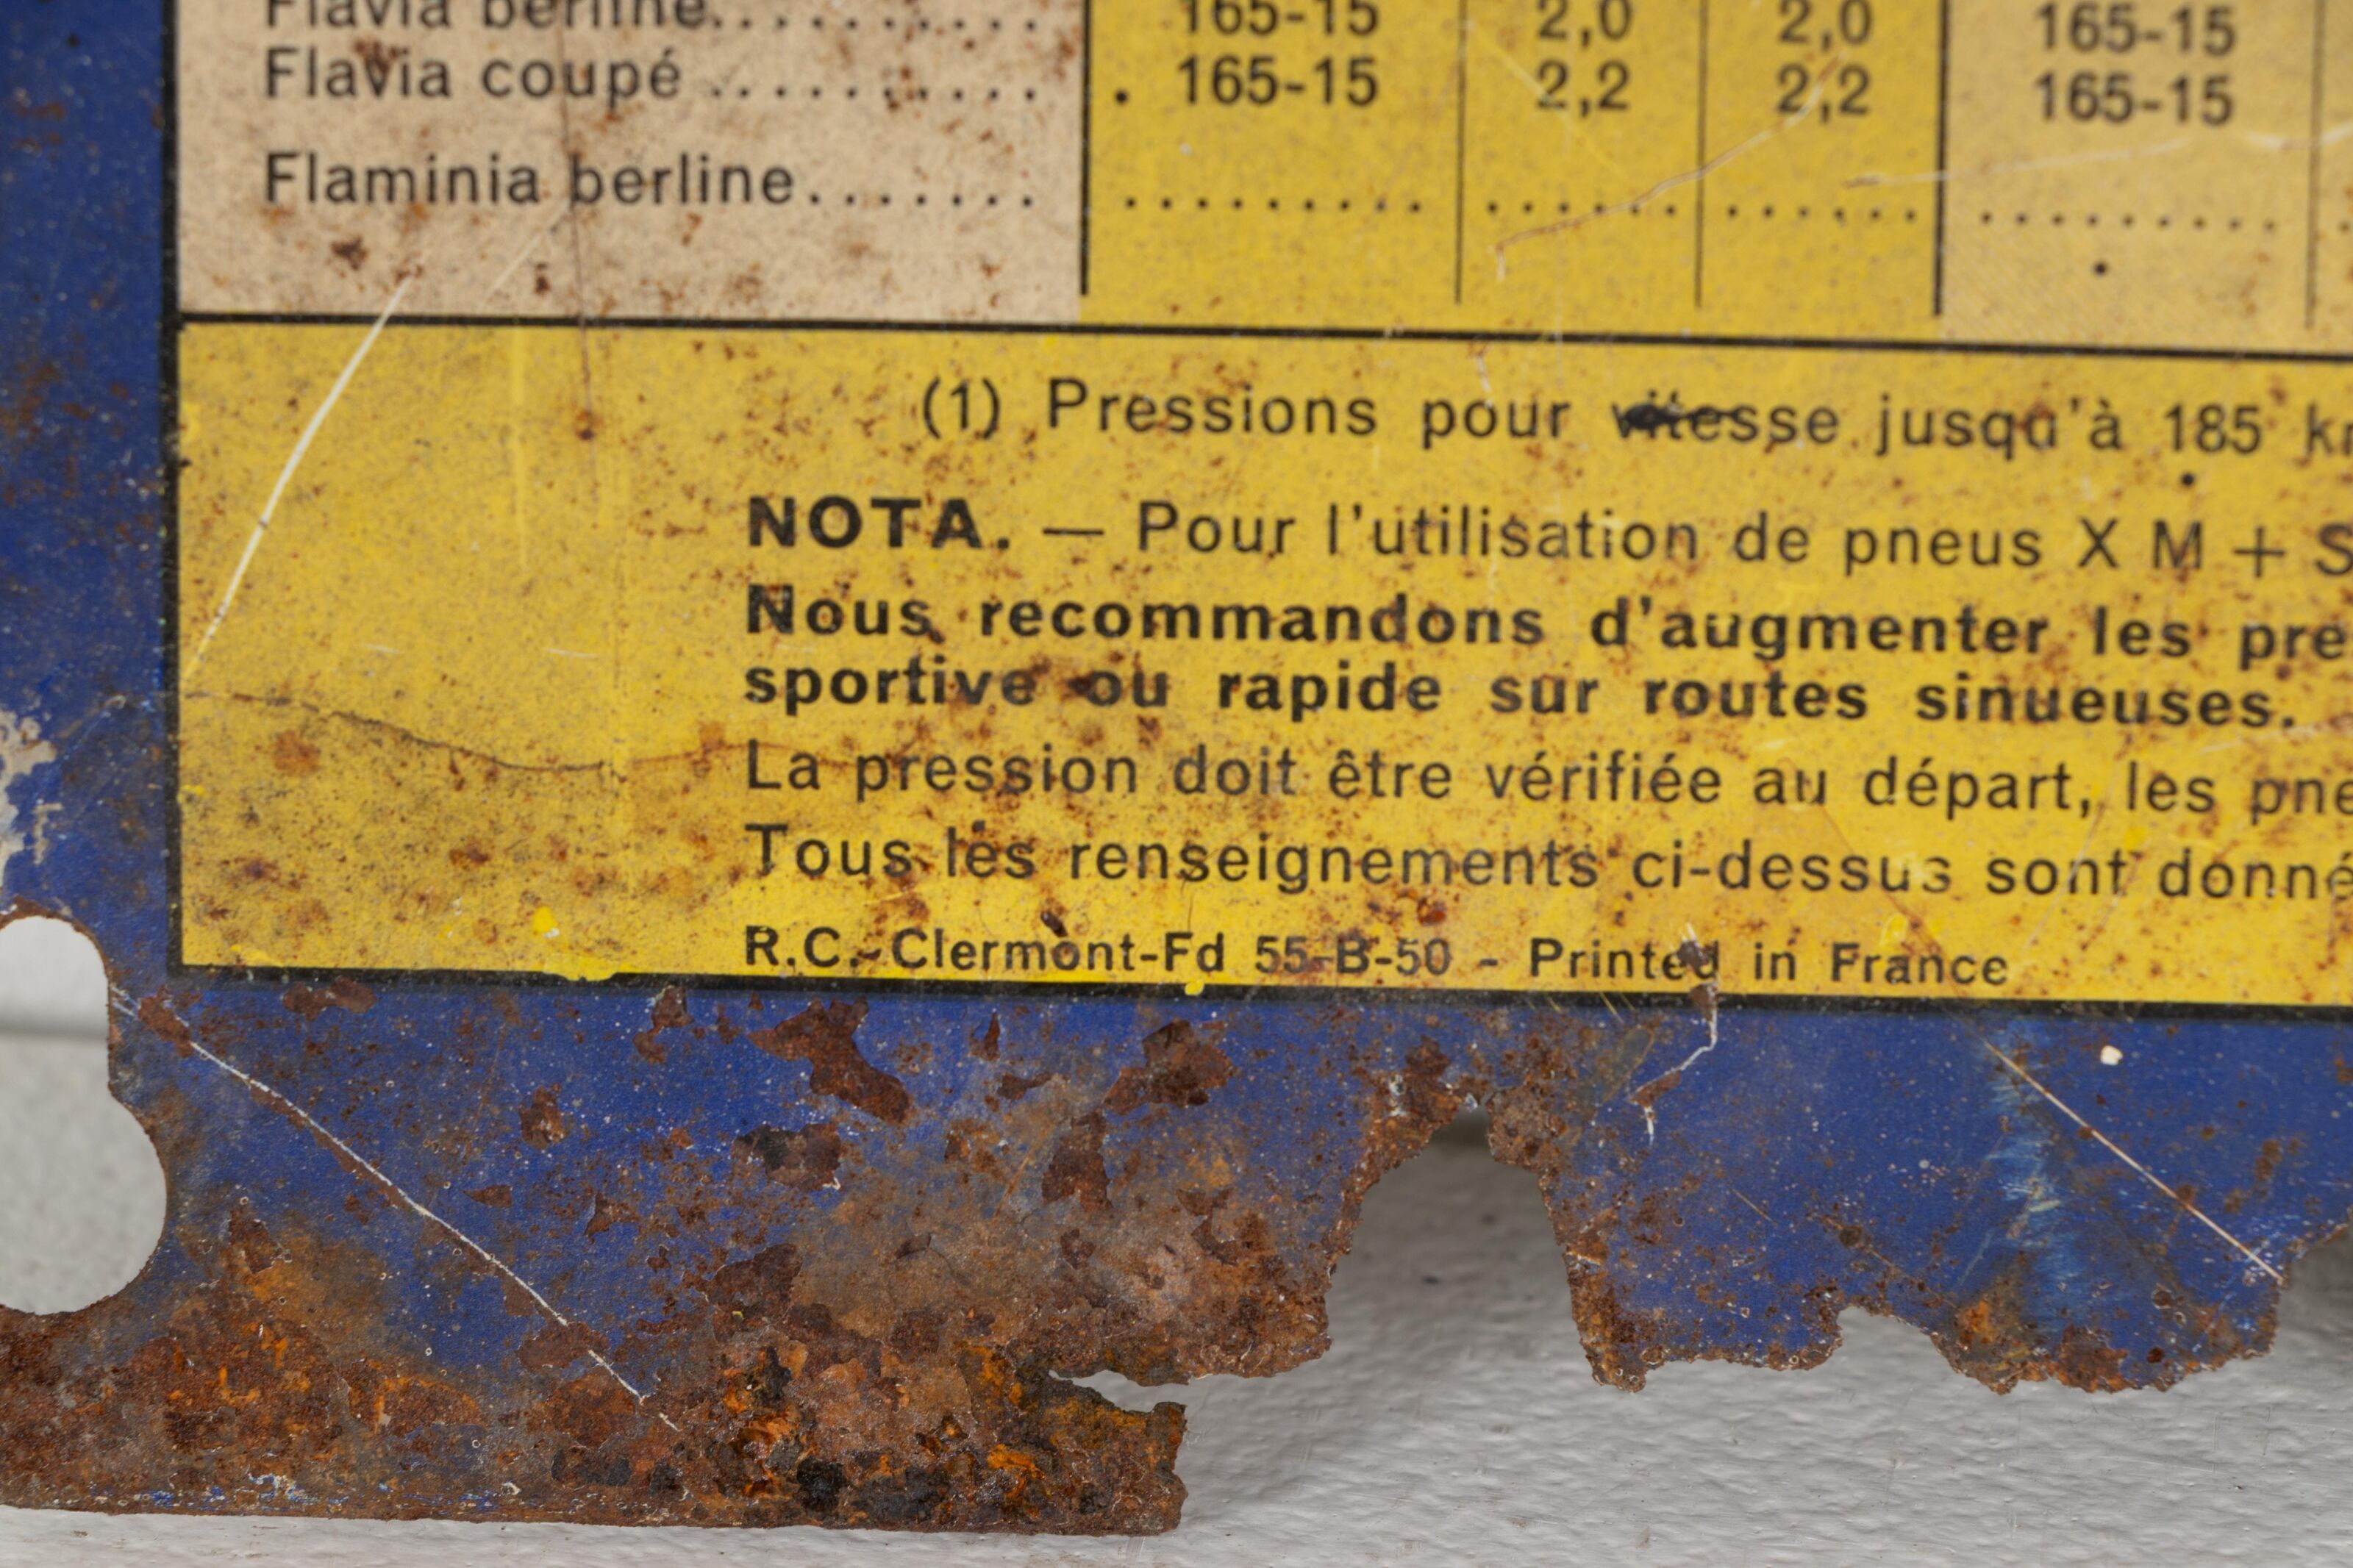 Flavia berline.......... 165-15 2,0 2,0 165-15
Flavia coupé ........... 165-15 2,2 2,2 165-15
Flaminia berline....... ......... ...... ...... .........
(1) Pressions pour vitesse jusqu'à 185
NOTA. — Pour l'utilisation de pneus X M + S
Nous recommandons d'augmenter les
sportive ou rapide sur routes sinueuses.
La pression doit être vérifiée au départ, les
Tous les renseignements ci-dessus sont
R.C. Clermont-Fd 55-B-50 - Printed in France